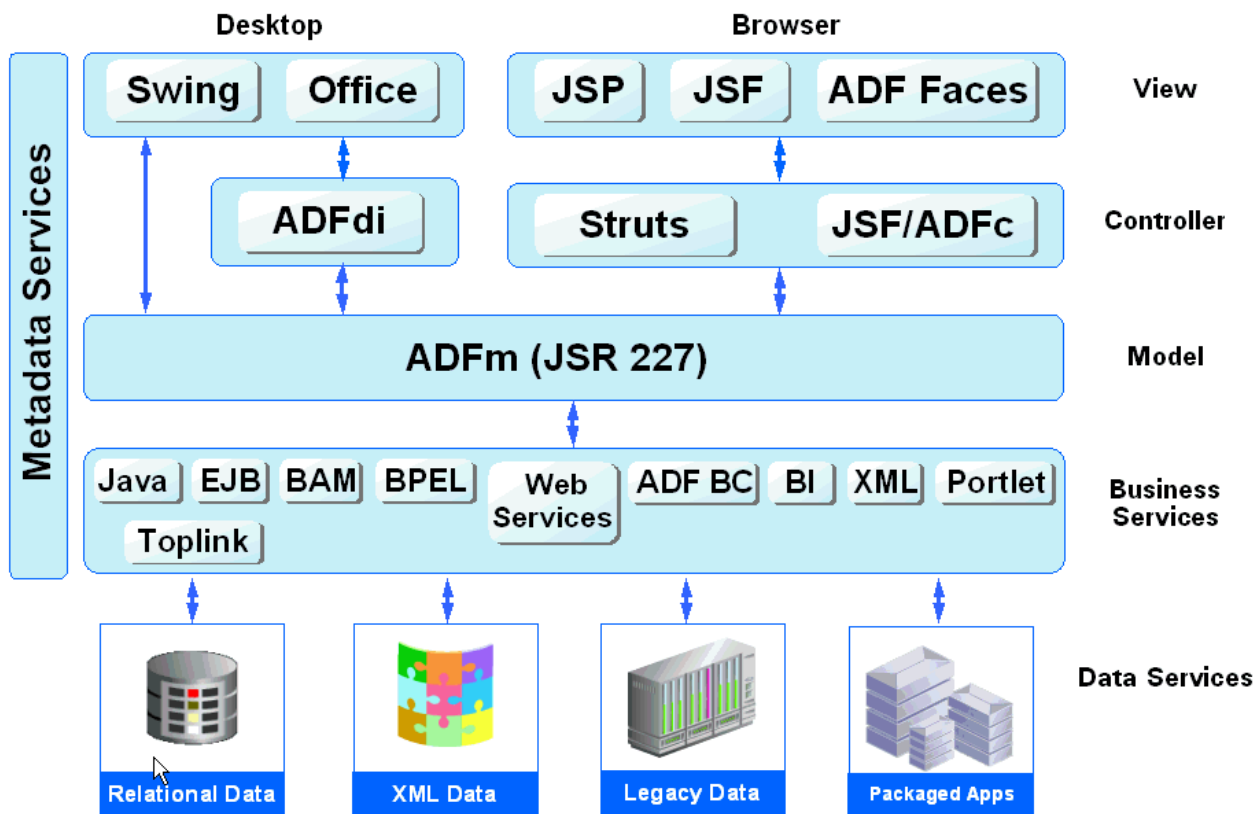 Desktop
Browser
Swing
Office
JSP
JSF
ADF Faces
View
Metadata Services
ADFdi
Struts
JSF/ADFc
Controller
ADFm (JSR 227)
Model
Java
EJB
BAM
BPEL
Web
Services
ADF BC
BI
XML
Portlet
Toplink
Business
Services
Data Services
Relational Data
XML Data
Legacy Data
Packaged Apps